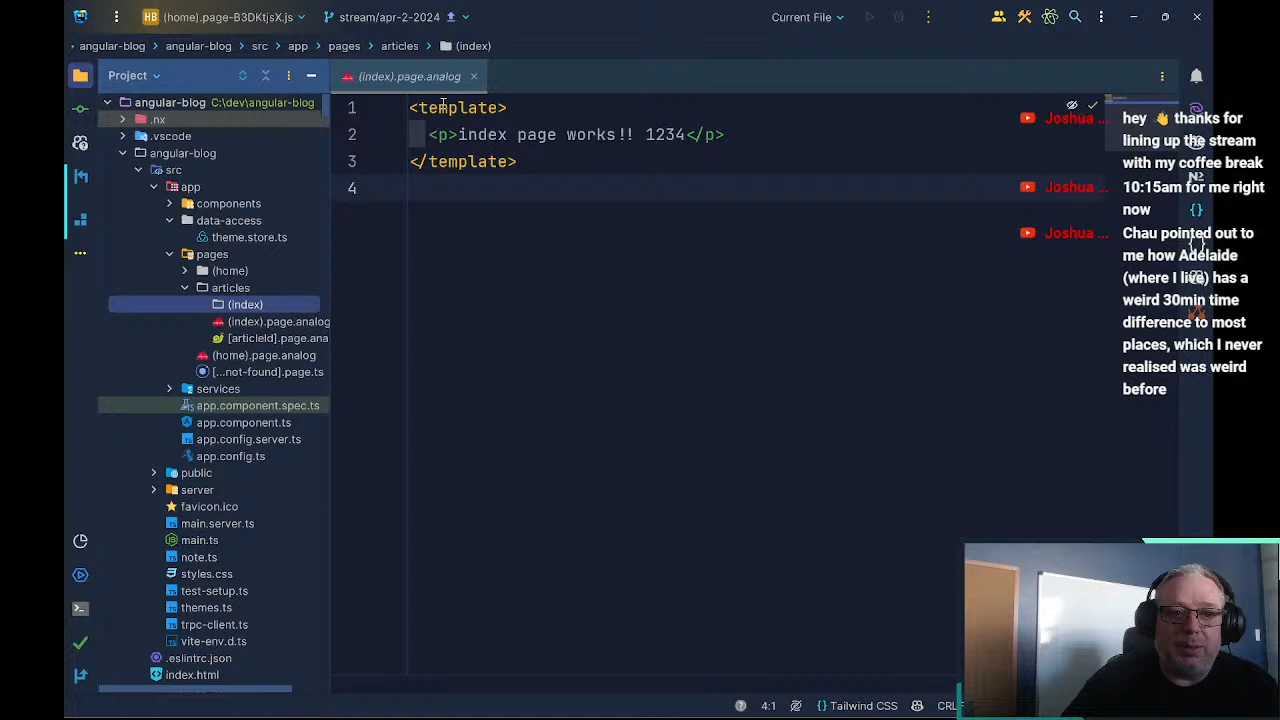 HB (home).page-B3DKtjsX.js
stream/apr-2-2024
Current File
angular-blog
angular-blog
src
app
pages
articles
(index)
Project
(index).page.analog
angular-blog C:\dev\angular-blog
.nx
.vscode
angular-blog
src
app
components
data-access
theme.store.ts
pages
(home)
articles
(index)
(index).page.analog
[articleId].page.ana
(home).page.analog
[...not-found].page.ts
services
app.component.spec.ts
app.component.ts
app.config.server.ts
app.config.ts
public
server
favicon.ico
main.server.ts
main.ts
note.ts
styles.css
test-setup.ts
themes.ts
trpc-client.ts
vite-env.d.ts
.eslintrc.json
index.html
1 <template>
2 <p>index page works!! 1234</p>
3 </template>
4
Joshua ...
hey 👋 thanks for
lining up the stream
with my coffee break
Joshua ...
10:15am for me right
now
Joshua ...
Chau pointed out to
me how Adelaide
(where I live) has a
weird 30min time
difference to most
places, which I never
realised was weird
before
4:1
{} Tailwind CSS
CRL